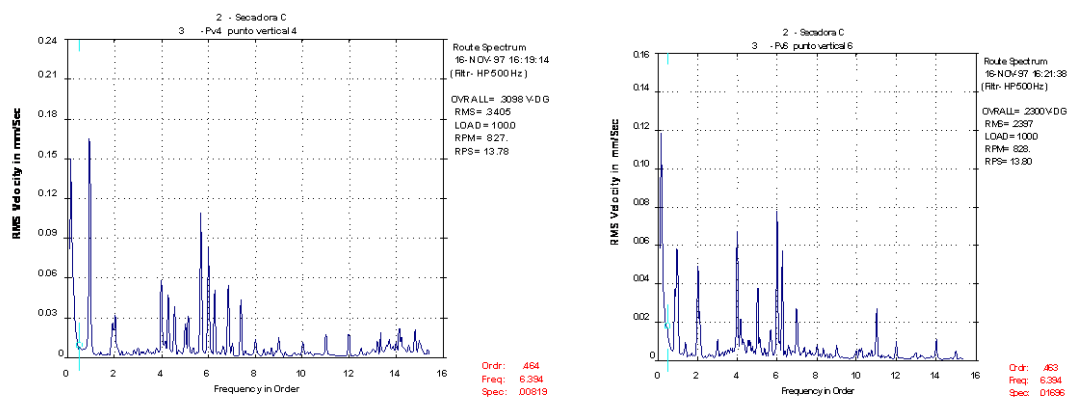 2 - Secadora C
3 - Pv4 punto vertical 4
0.24
0.21
0.18
0.15
0.12
0.09
0.06
0.03
0
RMS Velocity in mm/Sec
0 2 4 6 8 10 12 14 16
Frequency in Order
Route Spectrum
16-NOV-97 16:19:14
(Filtr- HP 500 Hz)
OVRALL= .3098 V-DG
RMS= .3405
LOAD= 100.0
RPM= 827.
RPS= 13.78
Ordr: .464
Freq: 6.394
Spec: .00819
2 - Secadora C
3 - Pv6 punto vertical 6
0.16
0.14
0.12
0.10
0.08
0.06
0.04
0.02
0
RMS Velocity in mm/Sec
0 2 4 6 8 10 12 14 16
Frequency in Order
Route Spectrum
16-NOV-97 16:21:38
(Filtr- HP 500 Hz)
OVRALL= .2300 V-DG
RMS= .2397
LOAD= 100.0
RPM= 828.
RPS= 13.80
Ordr: .463
Freq: 6.394
Spec: .01696